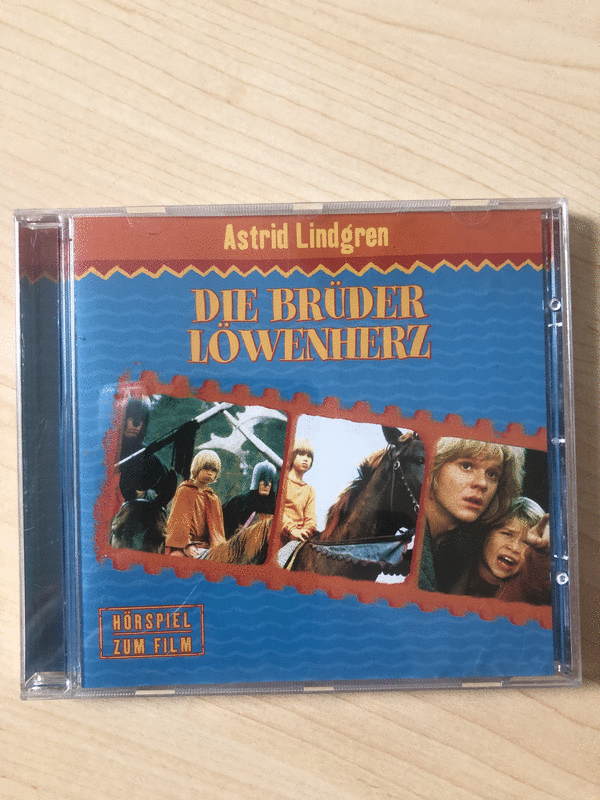 Astrid Lindgren
DIE BRÜDER
LÖWENHERZ
HÖRSPIEL
ZUM FILM